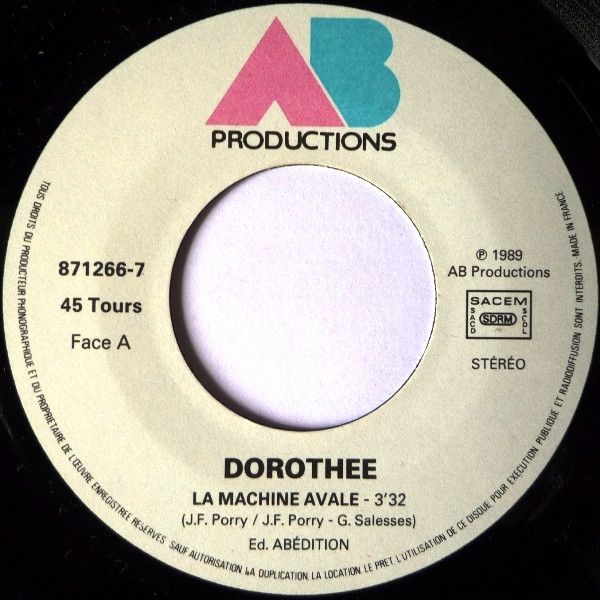 AB
PRODUCTIONS
871266-7
45 Tours
Face A
℗ 1989
AB Productions
SACEM
SACD
SDRM
SCDL
STÉRÉO
DOROTHEE
LA MACHINE AVALE - 3'32
(J.F. Porry / J.F. Porry - G. Salesses)
Ed. ABÉDITION
TOUS DROITS DU PRODUCTEUR PHONOGRAPHIQUE ET DU PROPRIETAIRE DE L'ŒUVRE ENREGISTREE RESERVES. SAUF AUTORISATION, LA DUPLICATION, LA LOCATION, LE PRET, L'UTILISATION DE CE DISQUE POUR EXECUTION PUBLIQUE ET RADIODIFFUSION SONT INTERDITS. MADE IN FRANCE